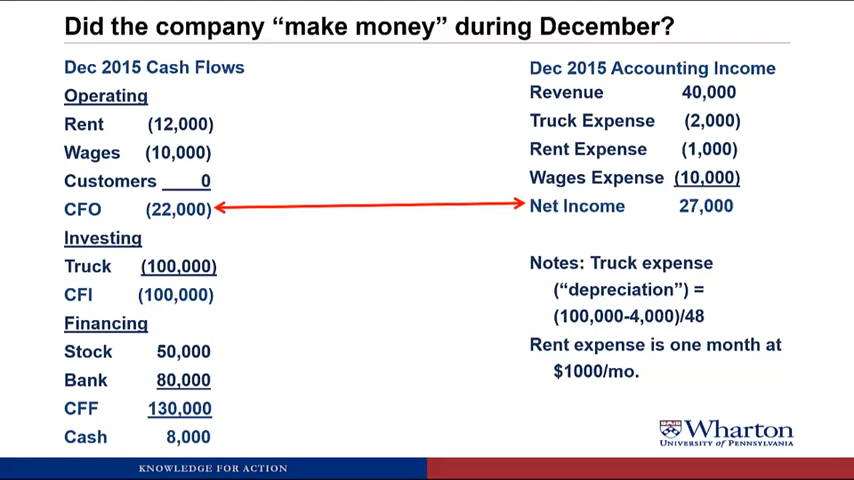 Did the company “make money” during December?
Dec 2015 Cash Flows
Operating
Rent (12,000)
Wages (10,000)
Customers 0
CFO (22,000)
Investing
Truck (100,000)
CFI (100,000)
Financing
Stock 50,000
Bank 80,000
CFF 130,000
Cash 8,000
Dec 2015 Accounting Income
Revenue 40,000
Truck Expense (2,000)
Rent Expense (1,000)
Wages Expense (10,000)
Net Income 27,000
Notes: Truck expense
(“depreciation”) =
(100,000-4,000)/48
Rent expense is one month at
$1000/mo.
Wharton
UNIVERSITY OF PENNSYLVANIA
KNOWLEDGE FOR ACTION